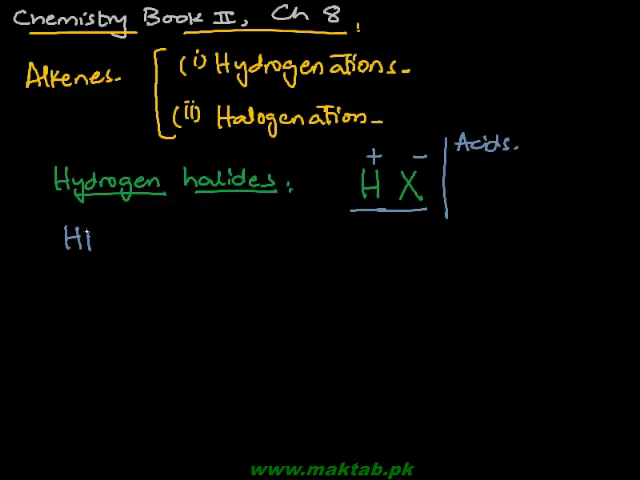 Chemistry Book II, Ch 8.
Alkenes. (i) Hydrogenations.
(ii) Halogenation.
Hydrogen halides. H⁺ X⁻ Acids.
HI
www.maktab.pk